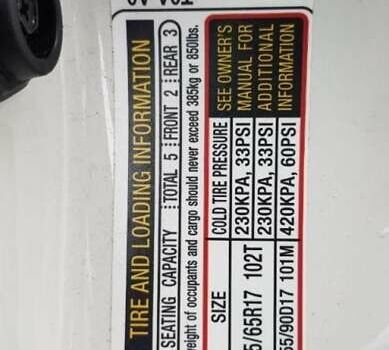 TIRE AND LOADING INFORMATION
SEATING CAPACITY TOTAL 5 FRONT 2 REAR 3
weight of occupants and cargo should never exceed 385kg or 850lbs.
SIZE COLD TIRE PRESSURE SEE OWNER'S
5/65R17 102T 230KPA, 33PSI MANUAL FOR
230KPA, 33PSI ADDITIONAL
55/90D17 101M 420KPA, 60PSI INFORMATION